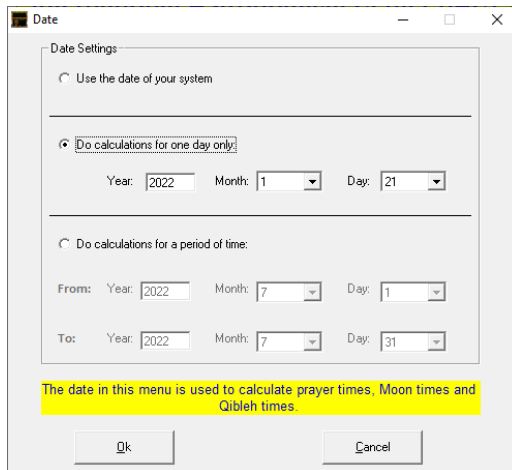 Date
Date Settings
Use the date of your system
Do calculations for one day only:
Year: 2022 Month: 1 Day: 21
Do calculations for a period of time:
From: Year: 2022 Month: 7 Day: 1
To: Year: 2022 Month: 7 Day: 31
The date in this menu is used to calculate prayer times, Moon times and
Qibleh times.
Ok Cancel